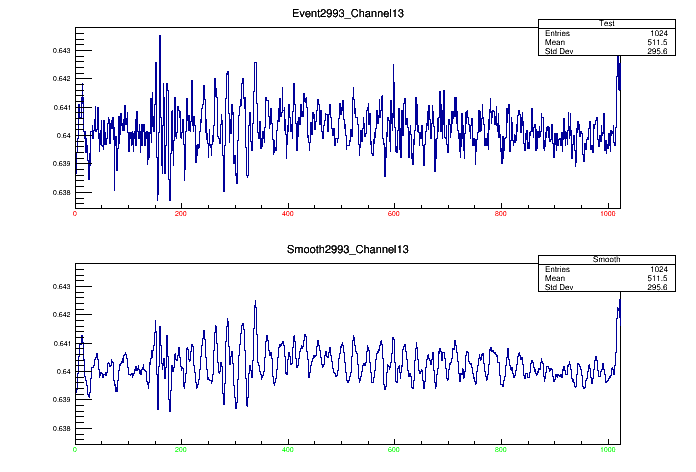 Event2993_Channel13
Test
Entries 1024
Mean 511.5
Std Dev 295.6
0.643
0.642
0.641
0.64
0.639
0.638
0 200 400 600 800 1000
Smooth2993_Channel13
Smooth
Entries 1024
Mean 511.5
Std Dev 295.6
0.643
0.642
0.641
0.64
0.639
0.638
0 200 400 600 800 1000